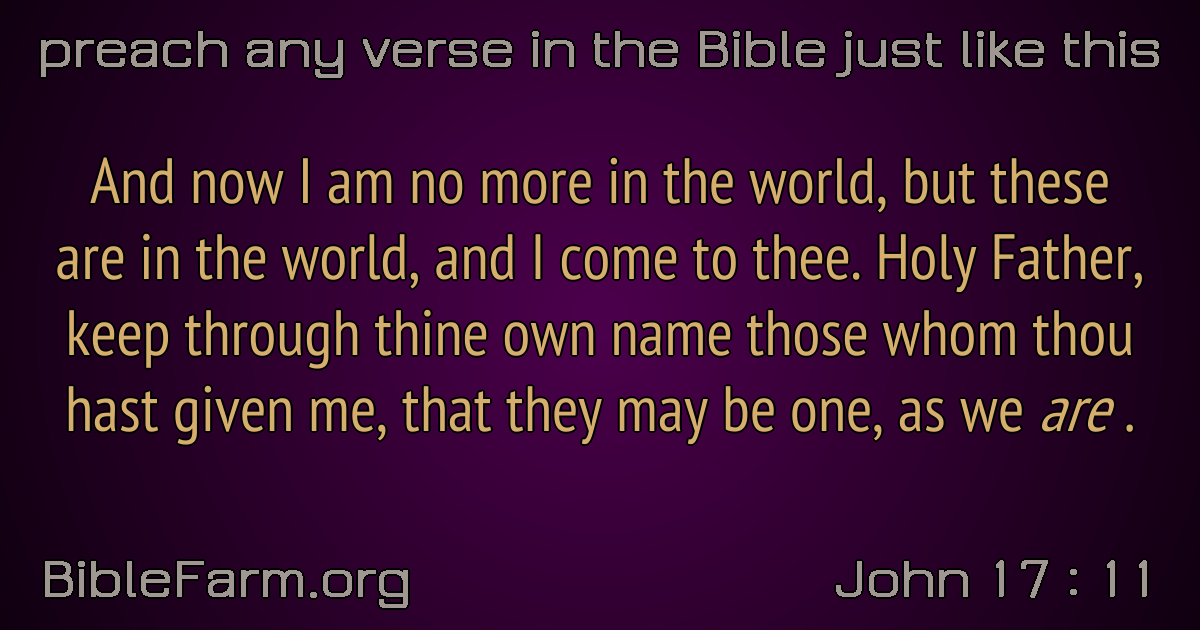 preach any verse in the Bible just like this
And now I am no more in the world, but these
are in the world, and I come to thee. Holy Father,
keep through thine own name those whom thou
hast given me, that they may be one, as we are .
BibleFarm.org
John 17 : 11